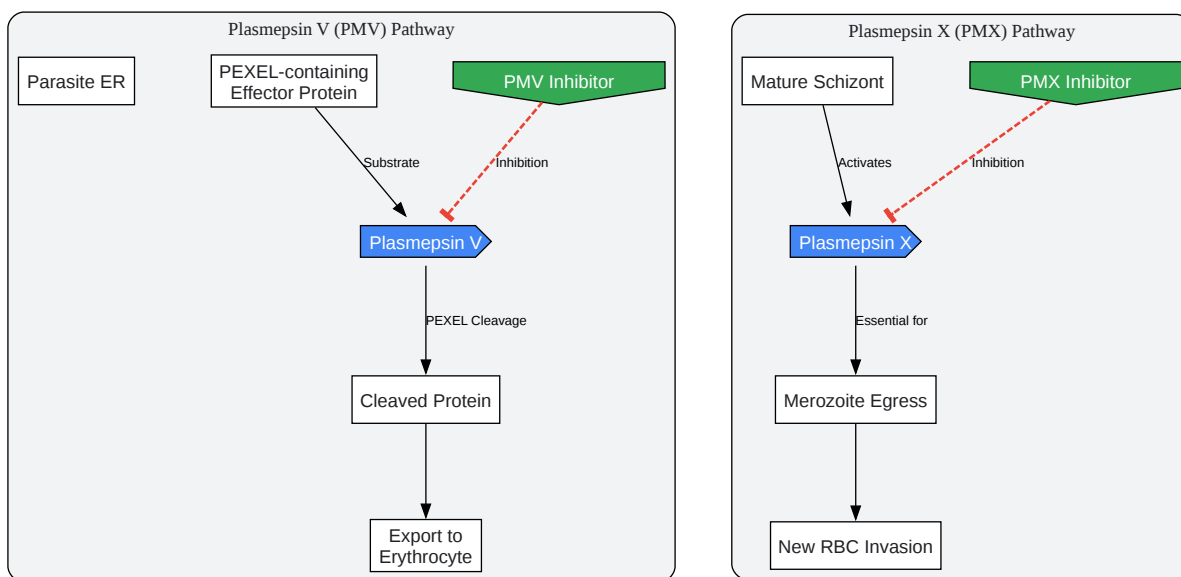 Plasmepsin V (PMV) Pathway
Parasite ER
PEXEL-containing
Effector Protein
PMV Inhibitor
Substrate
Inhibition
Plasmepsin V
PEXEL Cleavage
Cleaved Protein
Export to
Erythrocyte
Plasmepsin X (PMX) Pathway
Mature Schizont
PMX Inhibitor
Activates
Inhibition
Plasmepsin X
Essential for
Merozoite Egress
New RBC Invasion